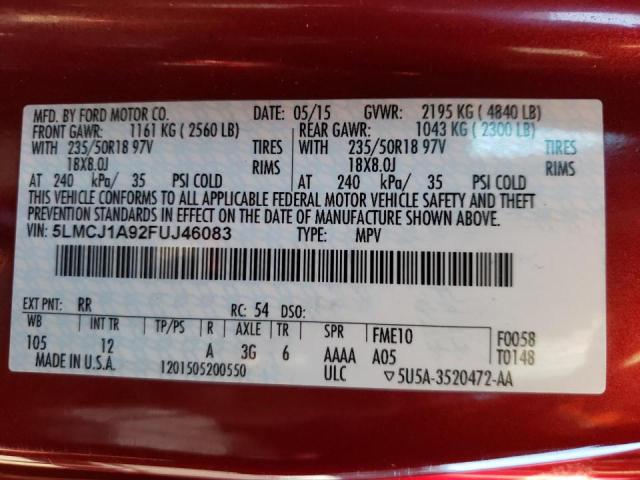 MFD. BY FORD MOTOR CO. DATE: 05/15 GVWR: 2195 KG ( 4840 LB)
FRONT GAWR: 1161 KG ( 2560 LB) REAR GAWR: 1043 KG ( 2300 LB)
WITH 235/50R18 97V TIRES WITH 235/50R18 97V TIRES
18X8.0J RIMS 18X8.0J RIMS
AT 240 kPa/ 35 PSI COLD AT 240 kPa/ 35 PSI COLD
THIS VEHICLE CONFORMS TO ALL APPLICABLE FEDERAL MOTOR VEHICLE SAFETY AND THEFT
PREVENTION STANDARDS IN EFFECT ON THE DATE OF MANUFACTURE SHOWN ABOVE.
VIN: 5LMCJ1A92FUJ46083 TYPE: MPV
EXT PNT: RR RC: 54 DSO:
WB INT TR TP/PS R AXLE TR SPR FME10 F0058
105 12 A 3G 6 AAAA A05 T0148
MADE IN U.S.A. 1201505200550 ULC ▽5U5A-3520472-AA